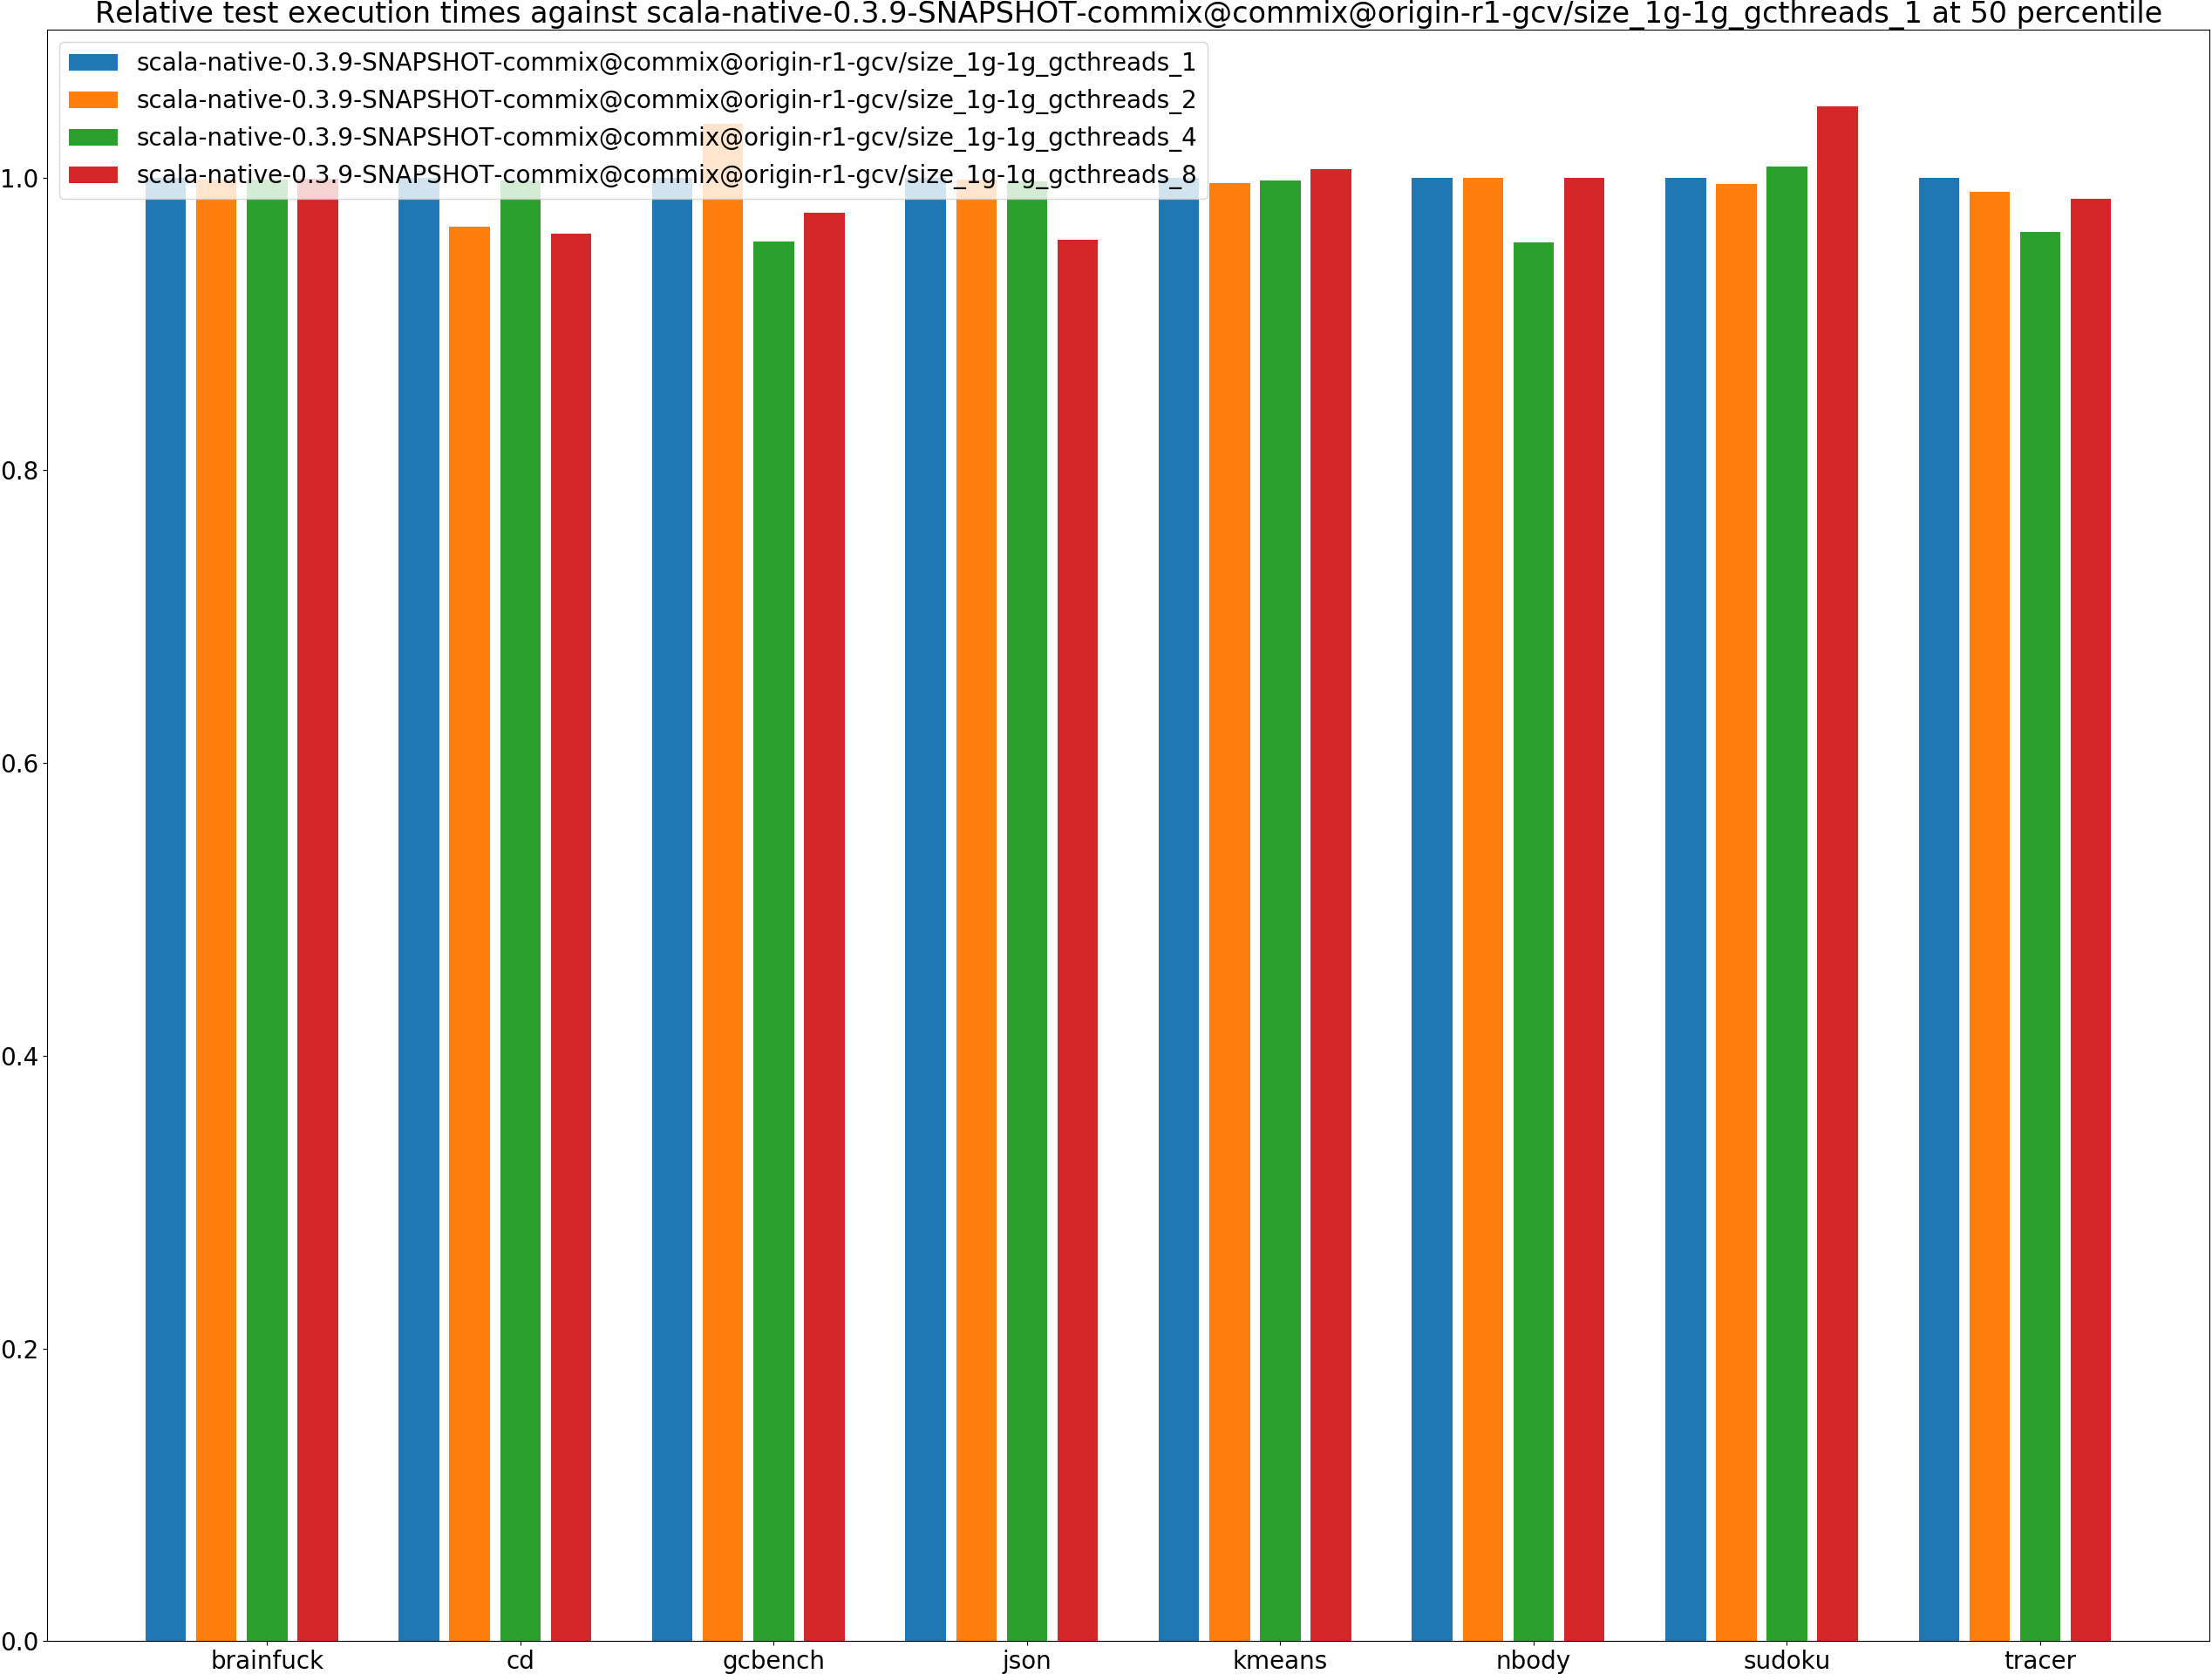 Relative test execution times against scala-native-0.3.9-SNAPSHOT-commix@commix@origin-r1-gcv/size_1g-1g_gcthreads_1 at 50 percentile
scala-native-0.3.9-SNAPSHOT-commix@commix@origin-r1-gcv/size_1g-1g_gcthreads_1
scala-native-0.3.9-SNAPSHOT-commix@commix@origin-r1-gcv/size_1g-1g_gcthreads_2
scala-native-0.3.9-SNAPSHOT-commix@commix@origin-r1-gcv/size_1g-1g_gcthreads_4
scala-native-0.3.9-SNAPSHOT-commix@commix@origin-r1-gcv/size_1g-1g_gcthreads_8
1.0
0.8
0.6
0.4
0.2
0.0
brainfuck cd gcbench json kmeans nbody sudoku tracer